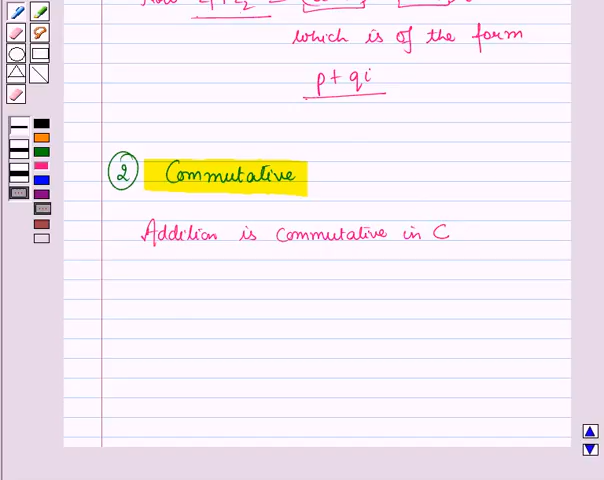 which is of the form
p + qi
2 Commutative
Addition is commutative in C